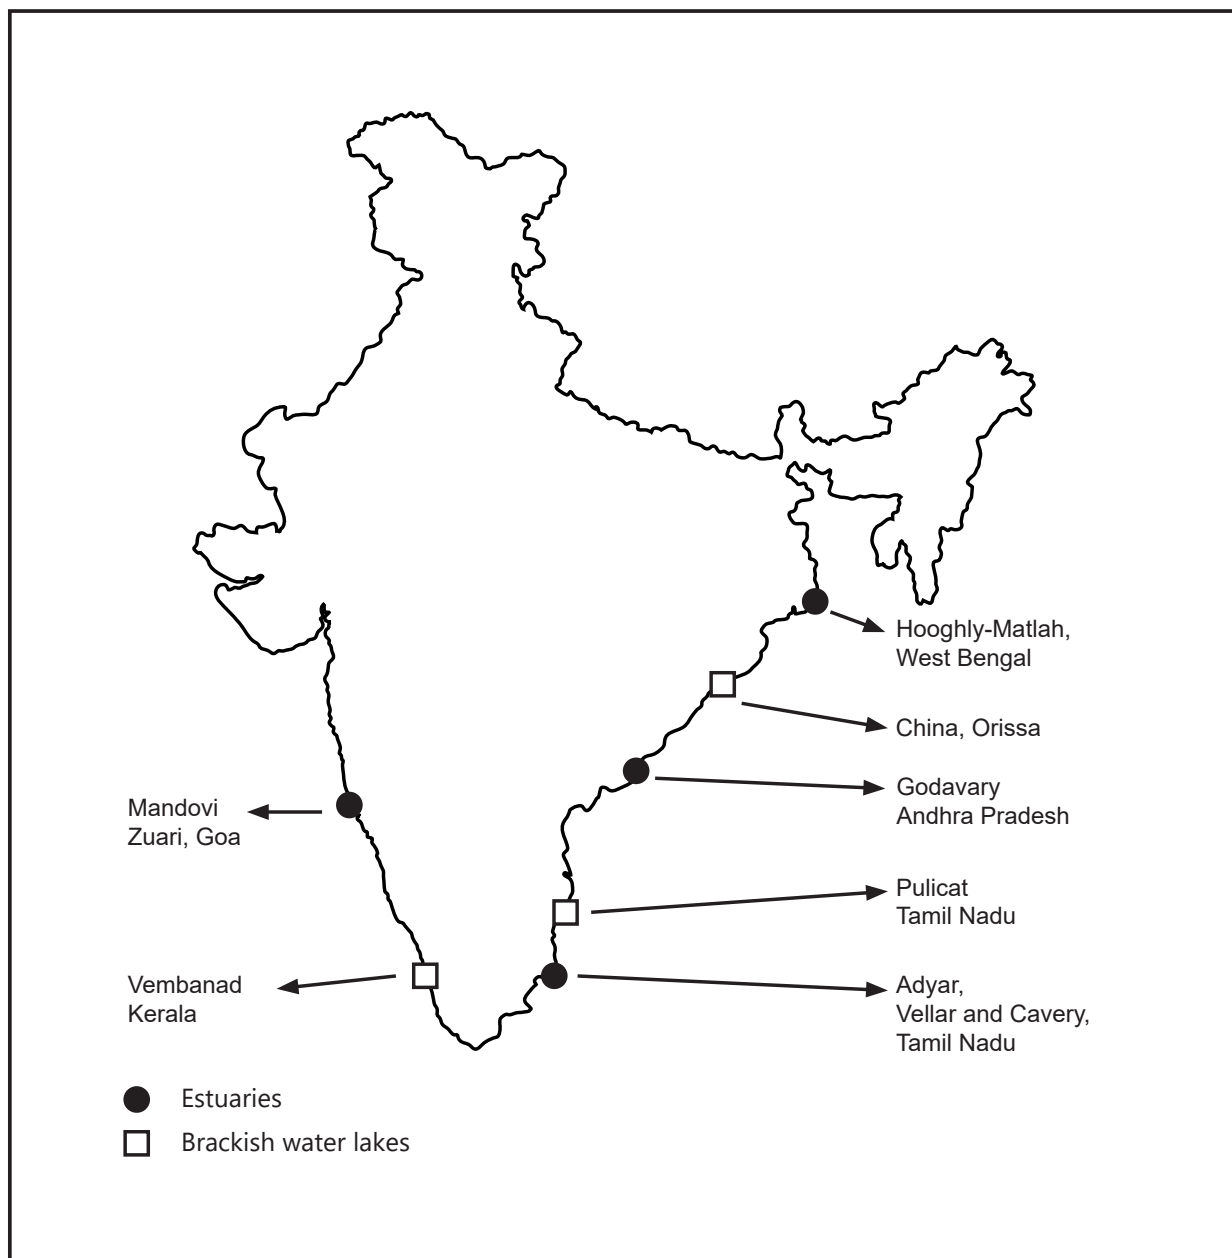 Hooghly-Matlah,
West Bengal
China, Orissa
Godavary
Andhra Pradesh
Mandovi
Zuari, Goa
Pulicat
Tamil Nadu
Vembanad
Kerala
Adyar,
Vellar and Cavery,
Tamil Nadu
Estuaries
Brackish water lakes